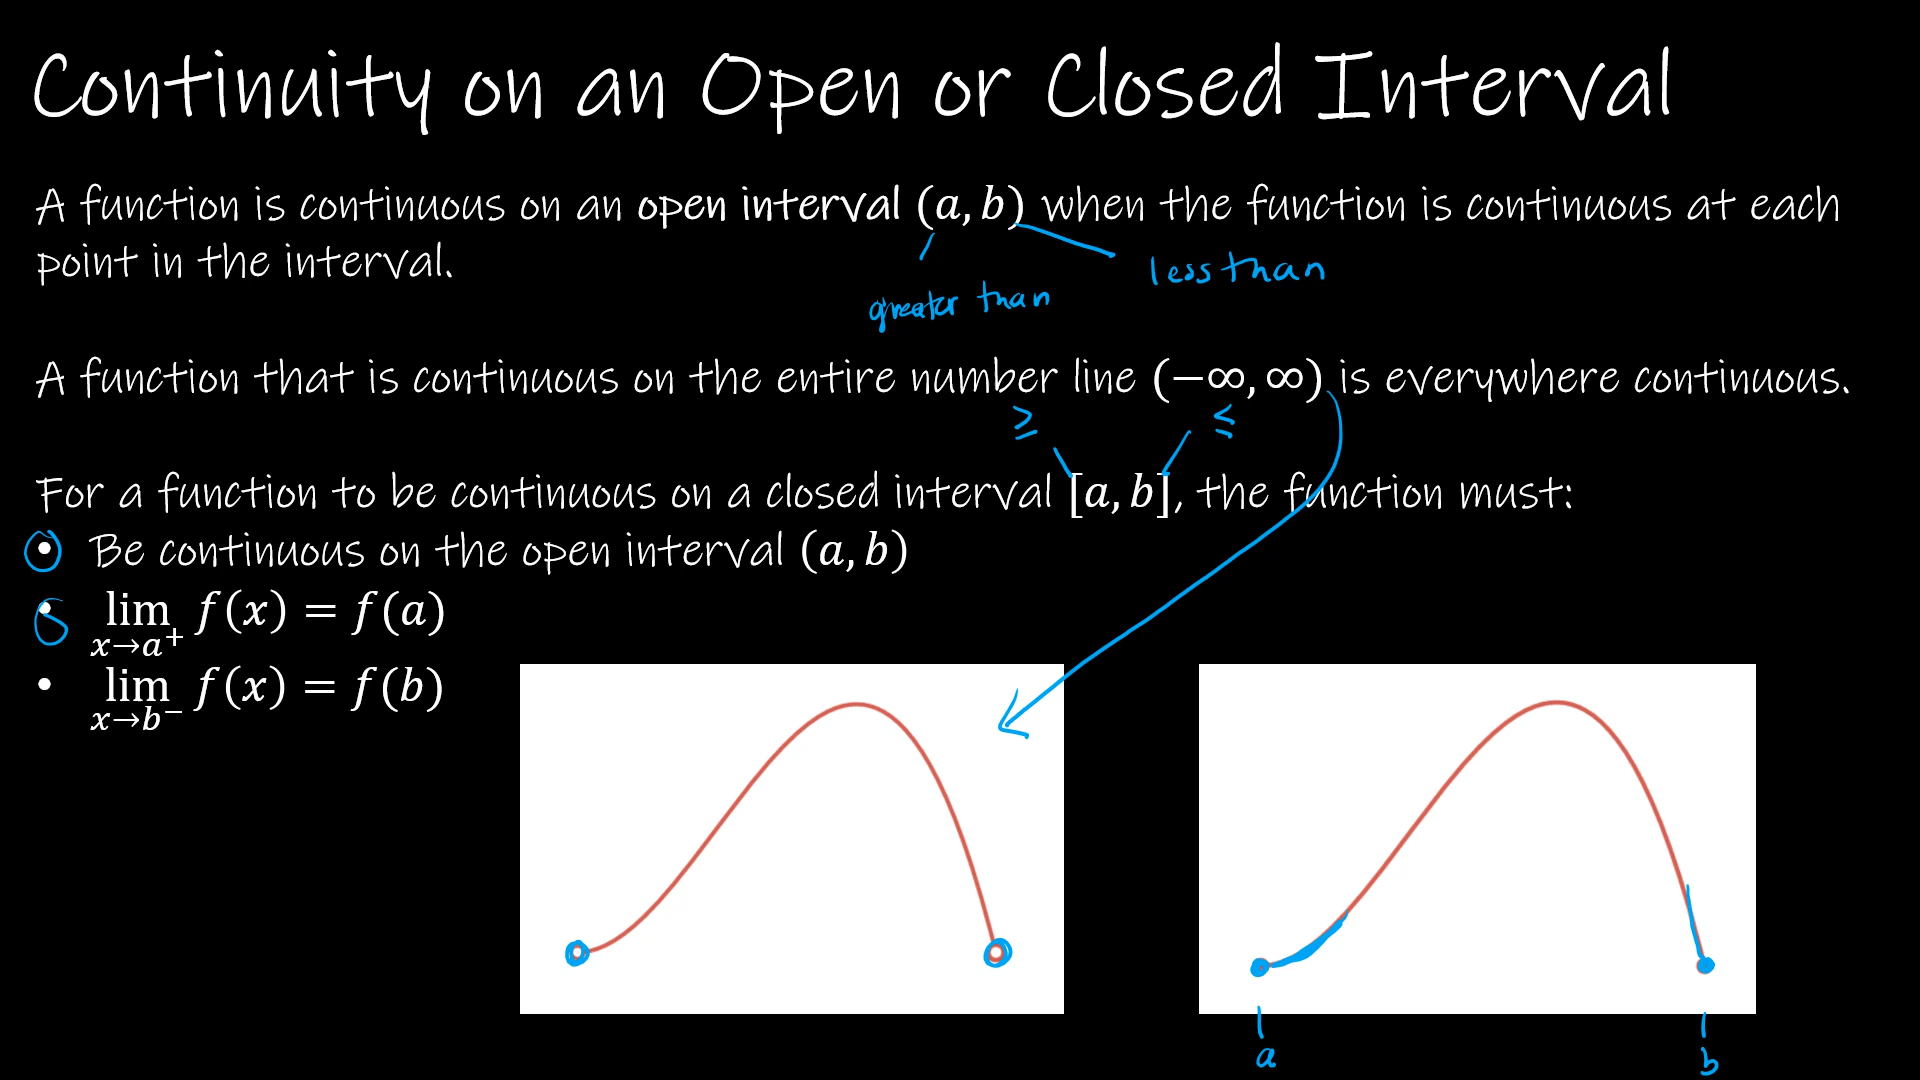 Continuity on an Open or Closed Interval
A function is continuous on an open interval (a, b) when the function is continuous at each
point in the interval.
less than
greater than
A function that is continuous on the entire number line (−∞, ∞) is everywhere continuous.
≥ ≤
For a function to be continuous on a closed interval [a, b], the function must:
• Be continuous on the open interval (a, b)
• lim x→a⁺ f(x) = f(a)
• lim x→b⁻ f(x) = f(b)
a b